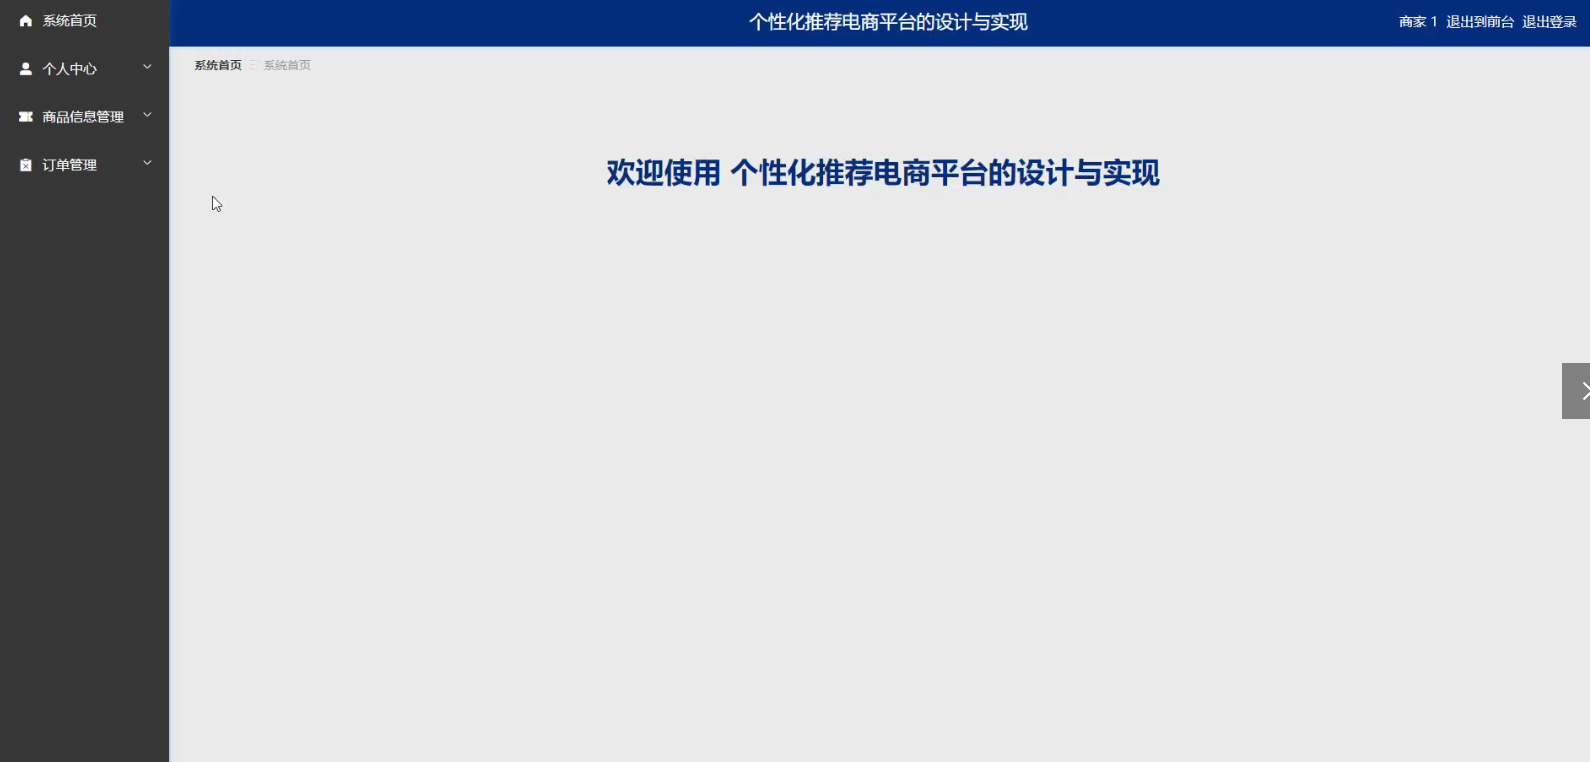 系统首页
个人中心
商品信息管理
订单管理
个性化推荐电商平台的设计与实现
商家 1 退出到前台 退出登录
系统首页 系统首页
欢迎使用 个性化推荐电商平台的设计与实现